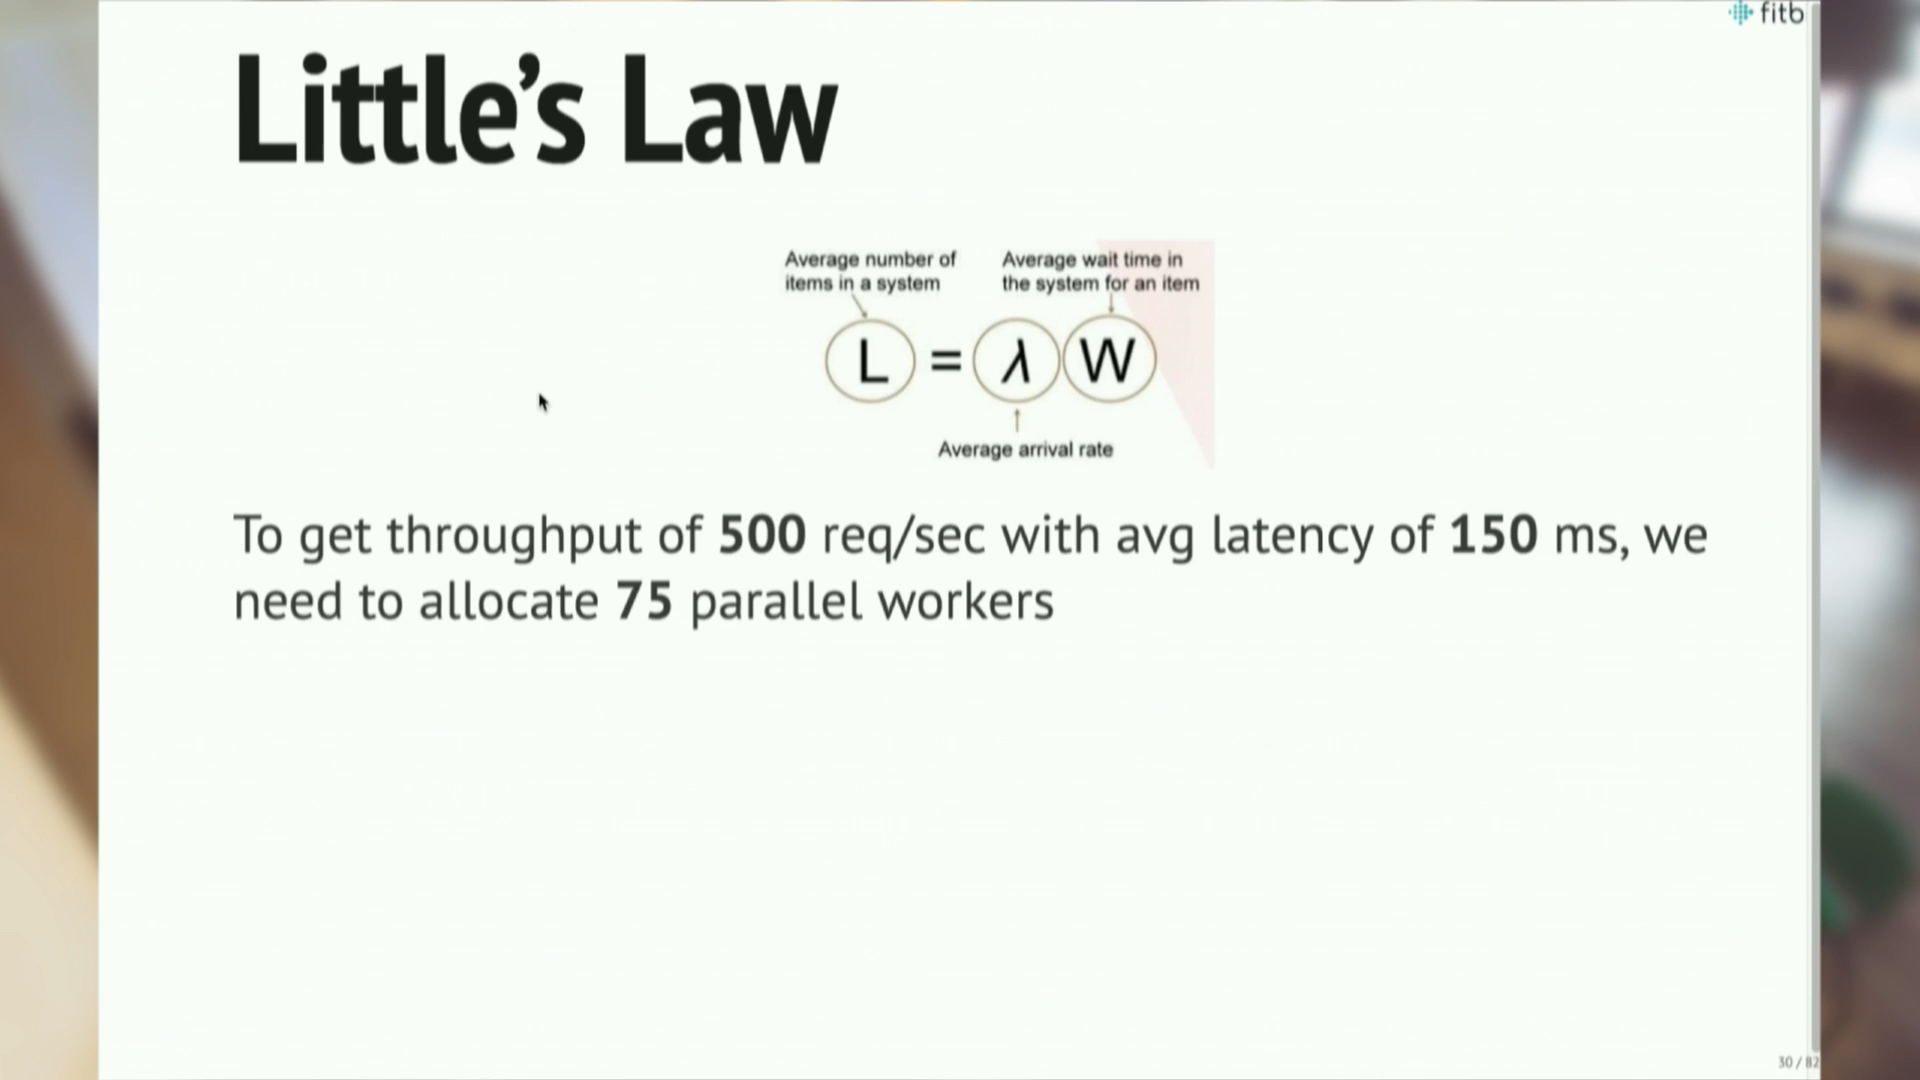 fitb
Little's Law
Average number of
items in a system
Average wait time in
the system for an item
L = λ W
Average arrival rate
To get throughput of 500 req/sec with avg latency of 150 ms, we
need to allocate 75 parallel workers
30 / 82